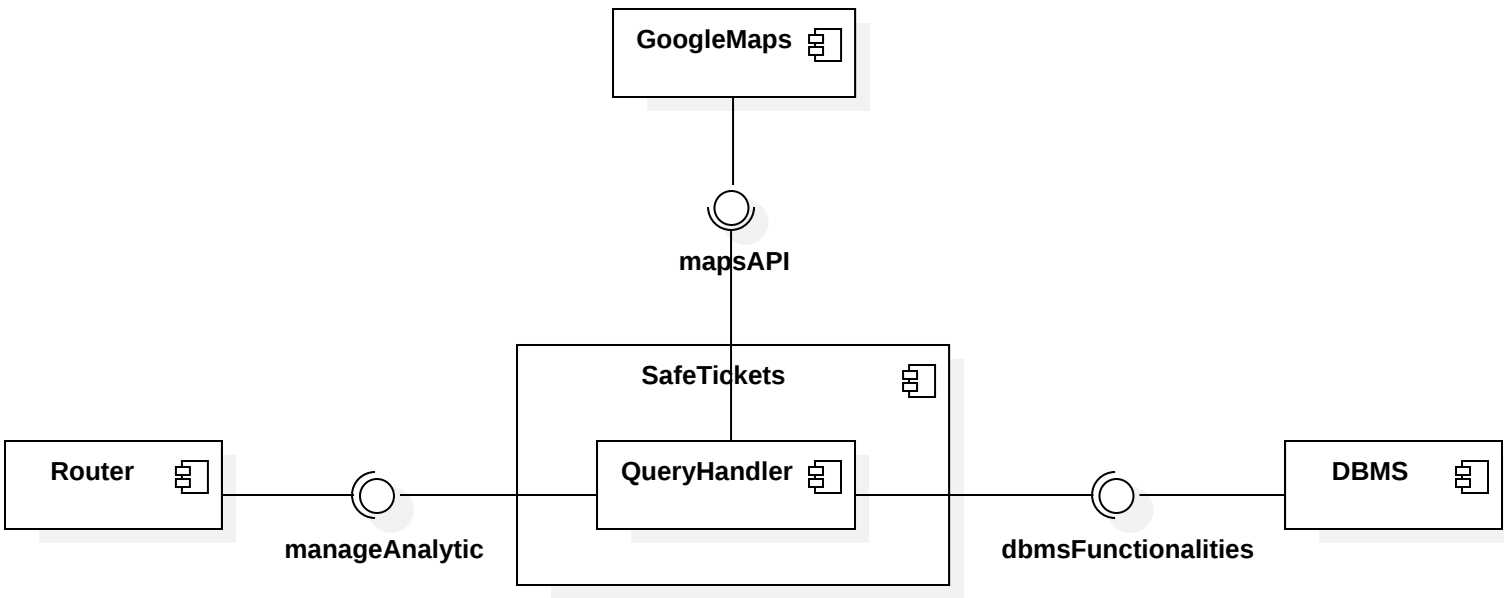 GoogleMaps
mapsAPI
SafeTickets
Router
QueryHandler
DBMS
manageAnalytic
dbmsFunctionalities